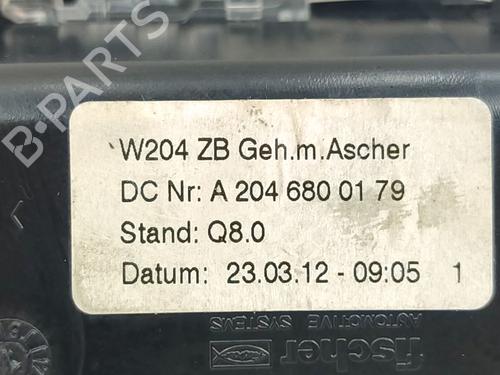 B-PARTS
W204 ZB Geh.m.Ascher
DC Nr: A 204 680 01 79
Stand: Q8.0
Datum: 23.03.12 - 09:05 1
fischer
AUTOMOTIVE SYSTEMS